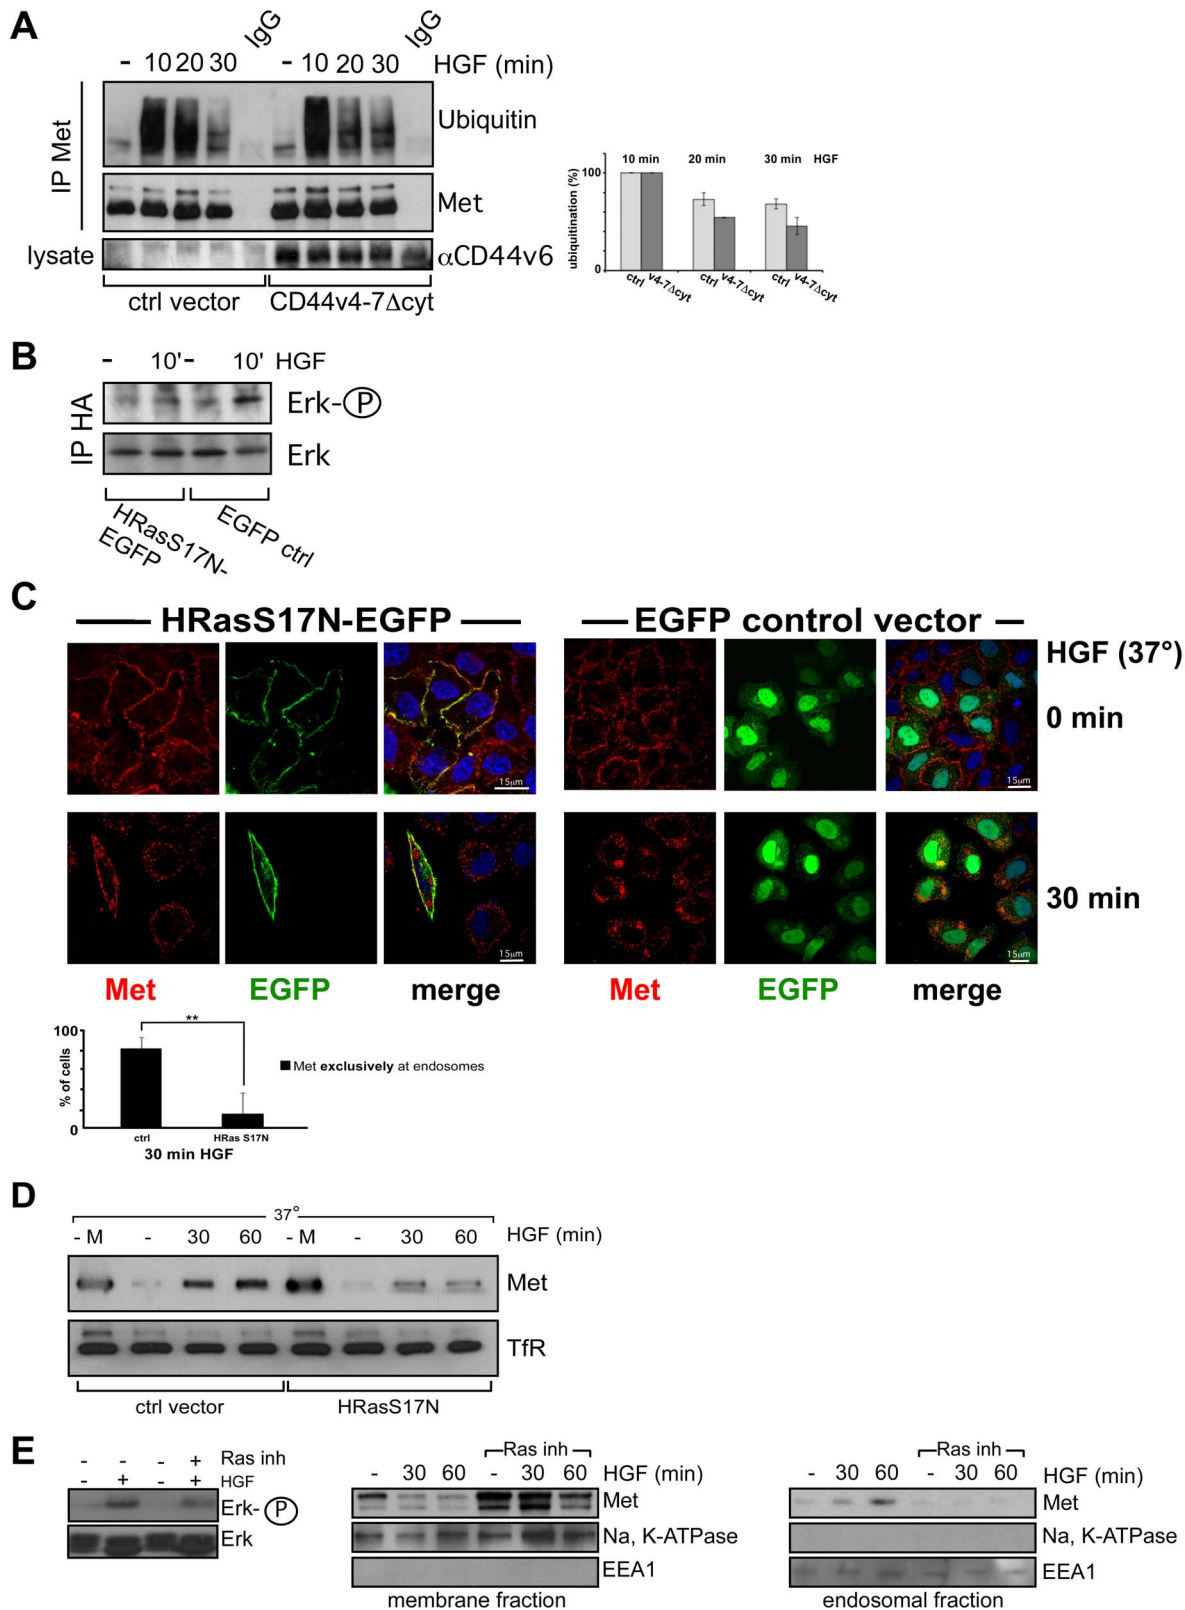 A
IgG IgG
- 10 20 30 - 10 20 30 HGF (min)
IP Met
Ubiquitin
Met
lysate
αCD44v6
ctrl vector CD44v4-7Δcyt
10 min 20 min 30 min HGF
ubiquitination (%)
100
0
ctrl v4-7Δcyt ctrl v4-7Δcyt ctrl v4-7Δcyt
B
- 10' - 10' HGF
IP HA
Erk-P
Erk
HRasS17N-
EGFP
EGFP ctrl
C
HRasS17N-EGFP EGFP control vector
HGF (37°)
0 min
15µm 15µm
30 min
15µm 15µm
Met EGFP merge Met EGFP merge
100
**
% of cells
Met exclusively at endosomes
0
ctrl HRas S17N
30 min HGF
D
37°
- M - 30 60 - M - 30 60 HGF (min)
Met
TfR
ctrl vector HRasS17N
E
- - - + Ras inh
- + - + HGF
Erk-P
Erk
Ras inh
- 30 60 - 30 60 HGF (min)
Met
Na, K-ATPase
EEA1
membrane fraction
Ras inh
- 30 60 - 30 60 HGF (min)
Met
Na, K-ATPase
EEA1
endosomal fraction